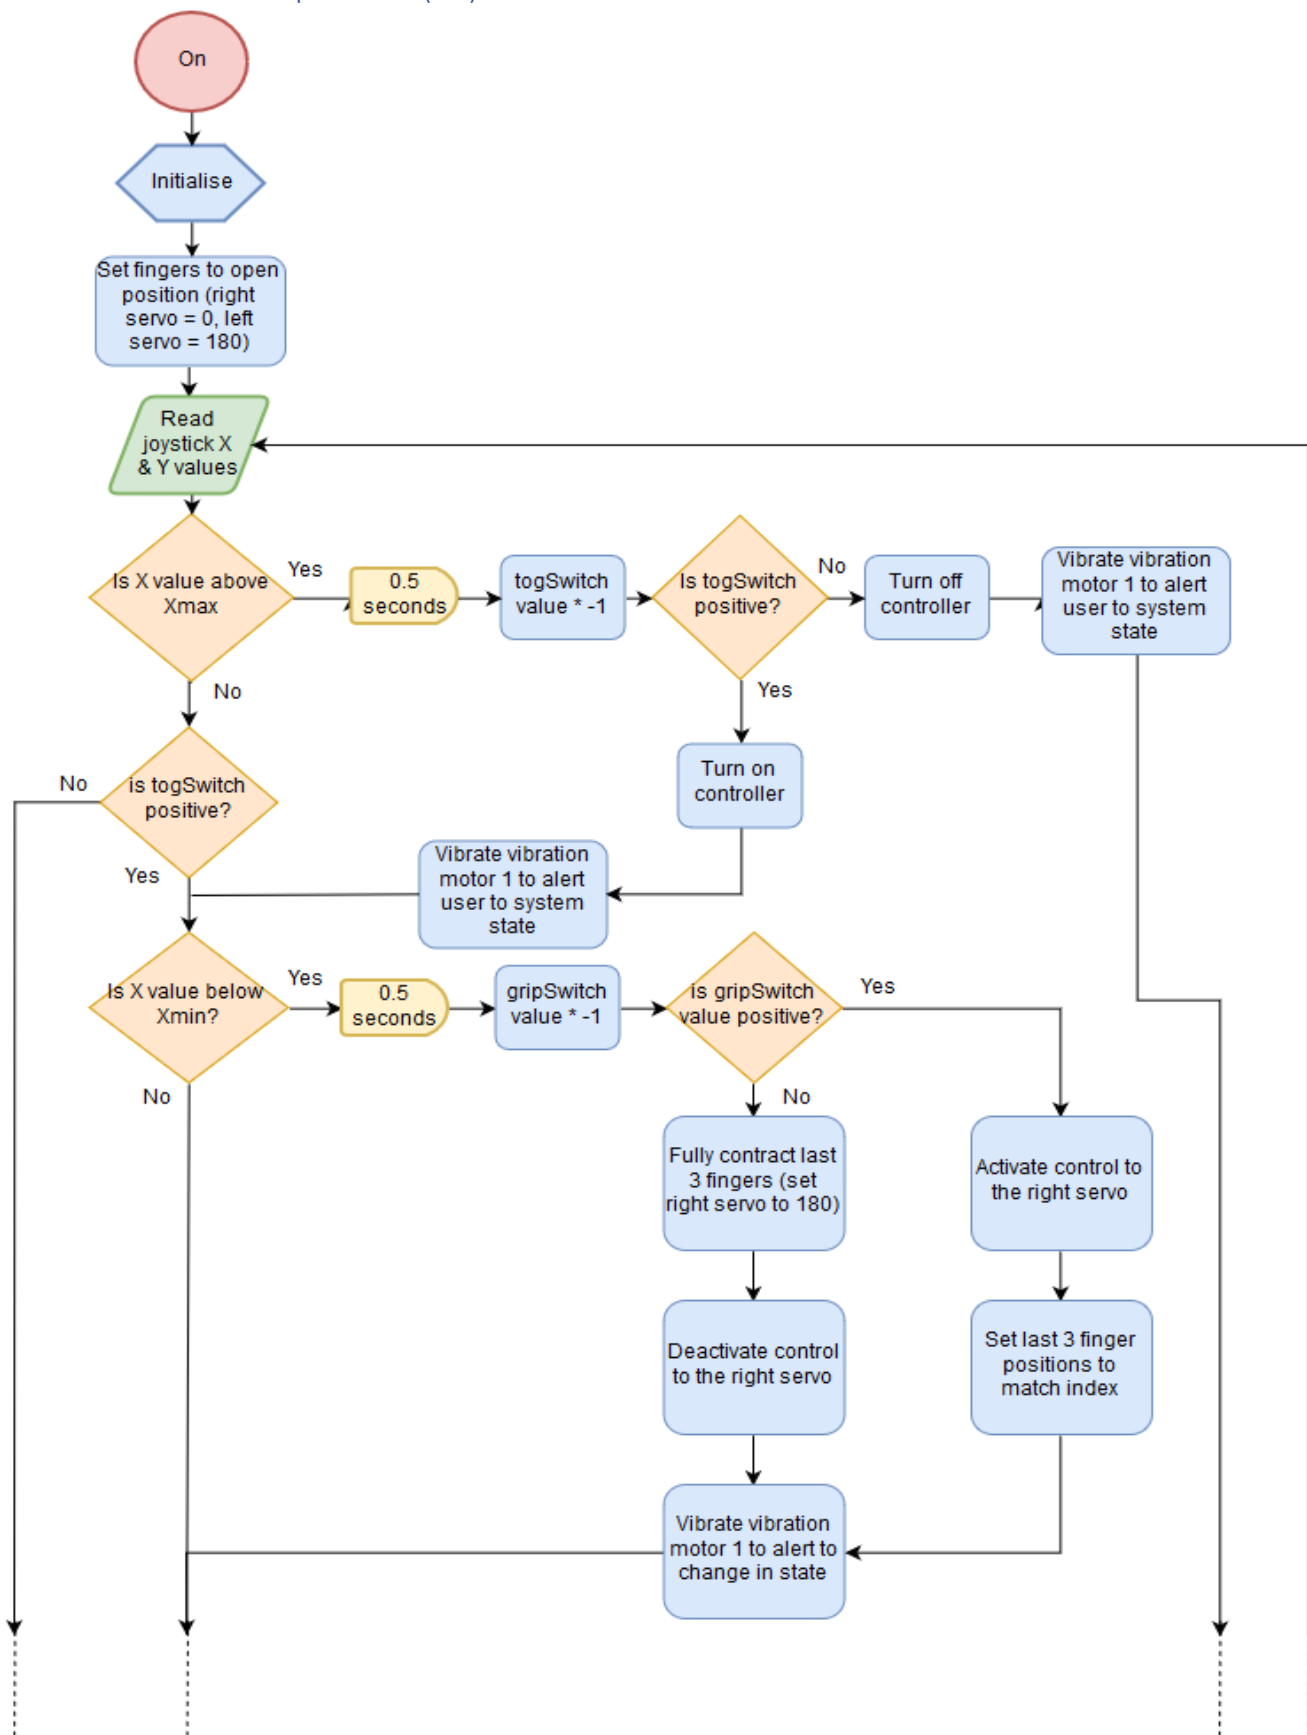 On
Initialise
Set fingers to open
position (right
servo = 0, left
servo = 180)
Read
joystick X
& Y values
Is X value above
Xmax
Yes
0.5
seconds
togSwitch
value * -1
Is togSwitch
positive?
No
Turn off
controller
Vibrate vibration
motor 1 to alert
user to system
state
No
Yes
Turn on
controller
No
is togSwitch
positive?
Yes
Vibrate vibration
motor 1 to alert
user to system
state
Is X value below
Xmin?
Yes
0.5
seconds
gripSwitch
value * -1
is gripSwitch
value positive?
Yes
No
No
Fully contract last
3 fingers (set
right servo to 180)
Activate control to
the right servo
Deactivate control
to the right servo
Set last 3 finger
positions to
match index
Vibrate vibration
motor 1 to alert to
change in state